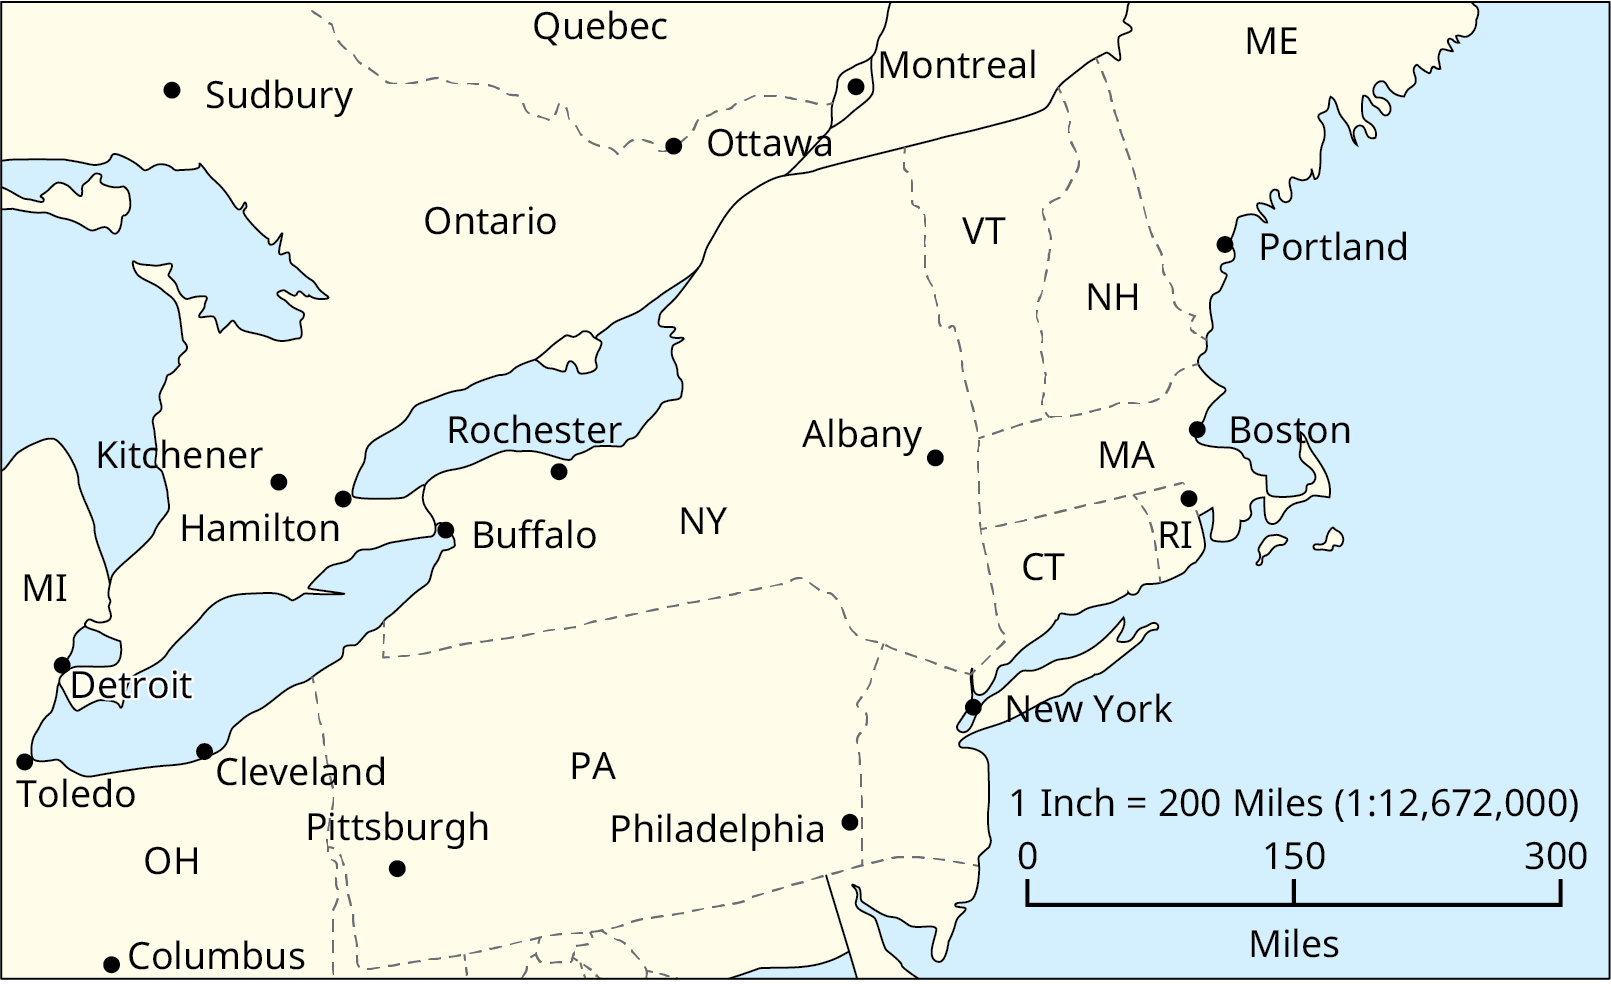 Quebec
ME
Montreal
Sudbury
Ottawa
Ontario
VT
Portland
NH
Rochester
Albany
Boston
Kitchener
MA
Hamilton
Buffalo
NY
RI
CT
MI
Detroit
New York
Cleveland
PA
Toledo
1 Inch = 200 Miles (1:12,672,000)
Pittsburgh
Philadelphia
OH
0 150 300
Miles
Columbus